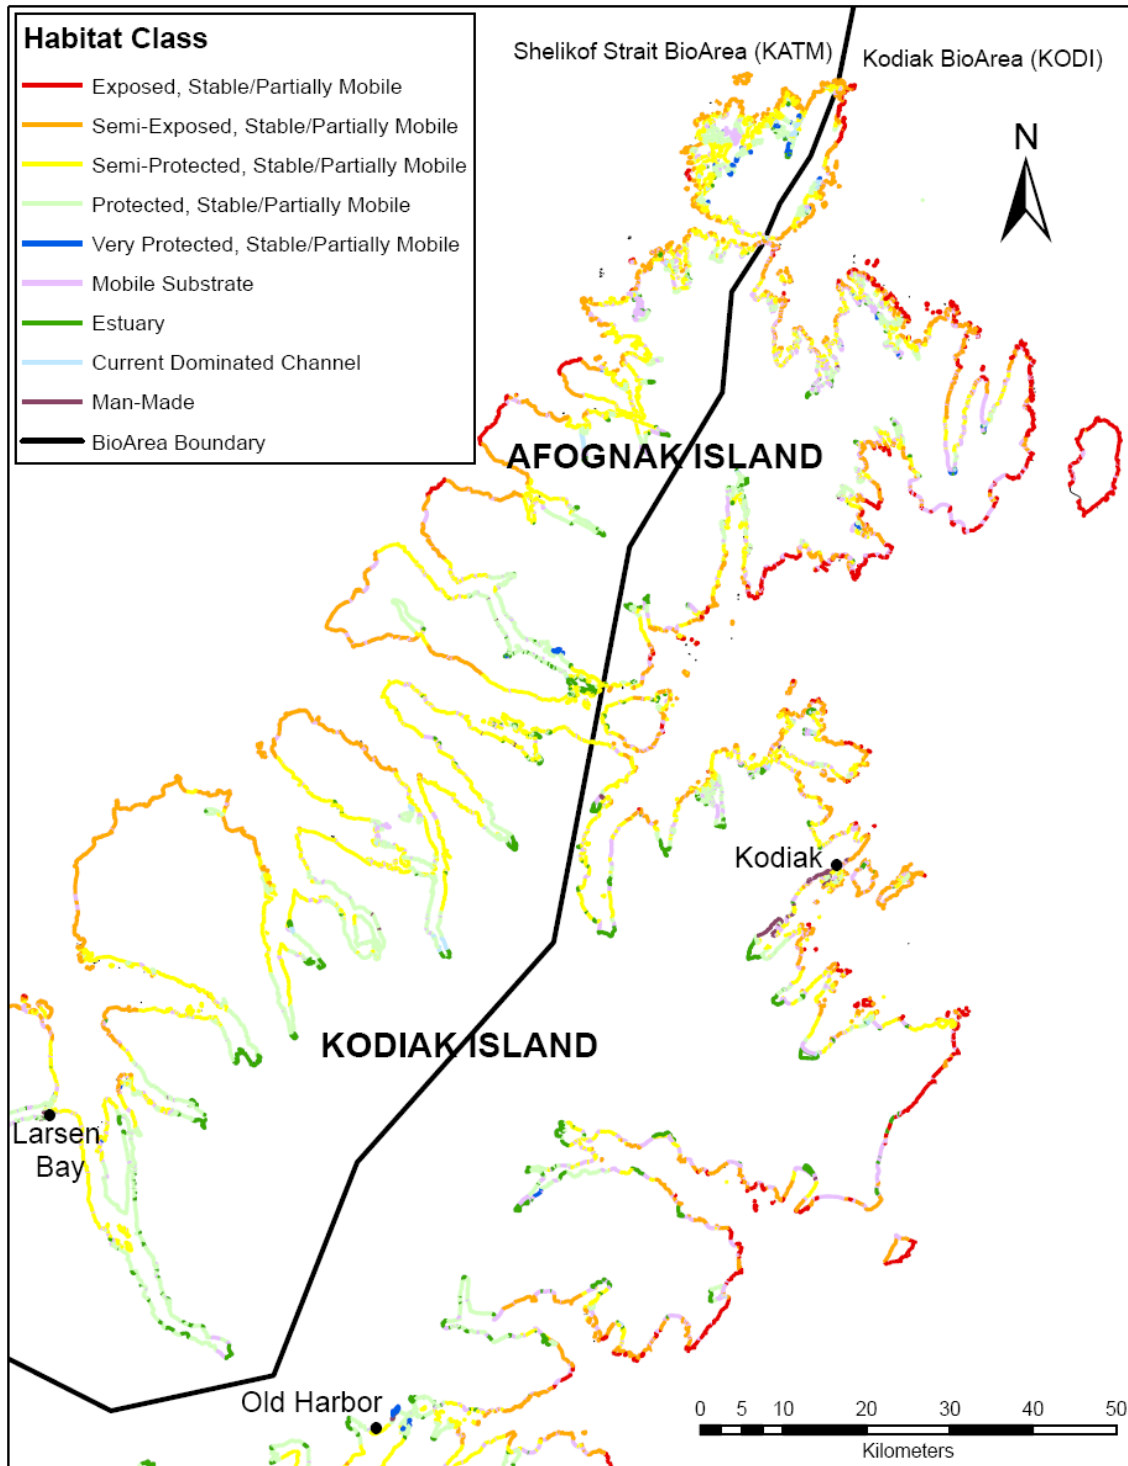 Habitat Class
Exposed, Stable/Partially Mobile
Semi-Exposed, Stable/Partially Mobile
Semi-Protected, Stable/Partially Mobile
Protected, Stable/Partially Mobile
Very Protected, Stable/Partially Mobile
Mobile Substrate
Estuary
Current Dominated Channel
Man-Made
BioArea Boundary
Shelikof Strait BioArea (KATM)
Kodiak BioArea (KODI)
N
AFOGNAK ISLAND
Kodiak
KODIAK ISLAND
Larsen
Bay
Old Harbor
0 5 10 20 30 40 50
Kilometers